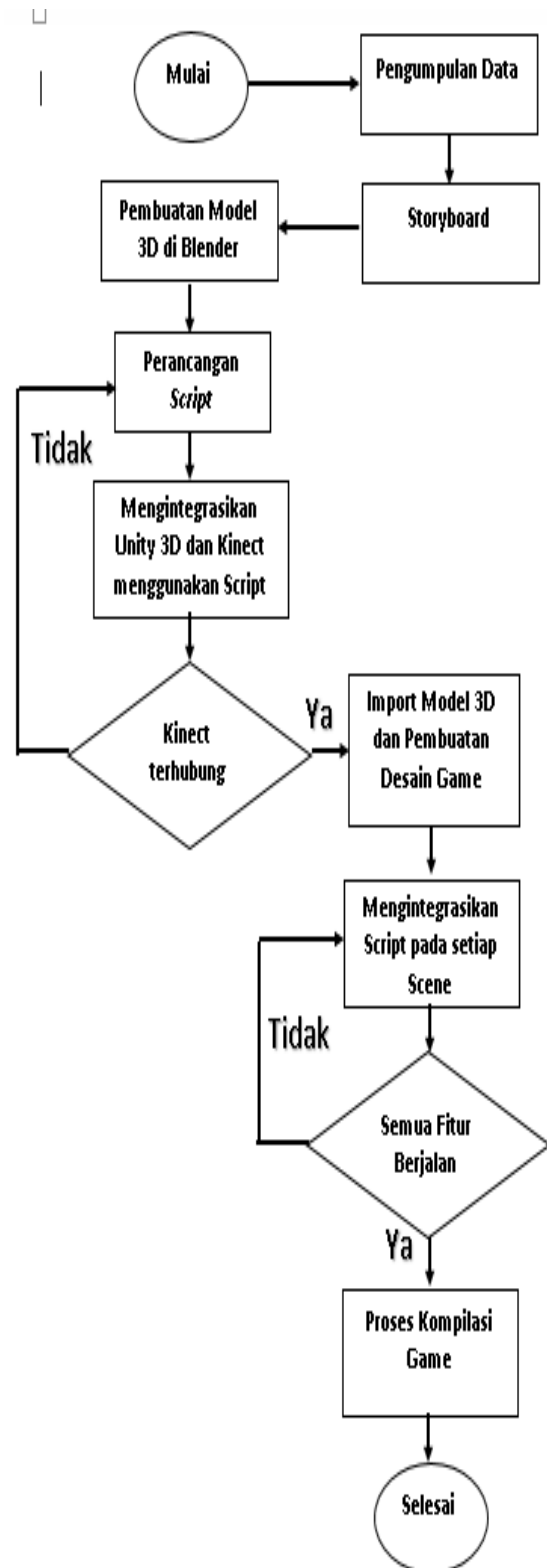 Mulai
Pengumpulan Data
Storyboard
Pembuatan Model
3D di Blender
Perancangan
Script
Tidak
Mengintegrasikan
Unity 3D dan Kinect
menggunakan Script
Kinect
terhubung
Ya
Import Model 3D
dan Pembuatan
Desain Game
Mengintegrasikan
Script pada setiap
Scene
Tidak
Semua Fitur
Berjalan
Ya
Proses Kompilasi
Game
Selesai